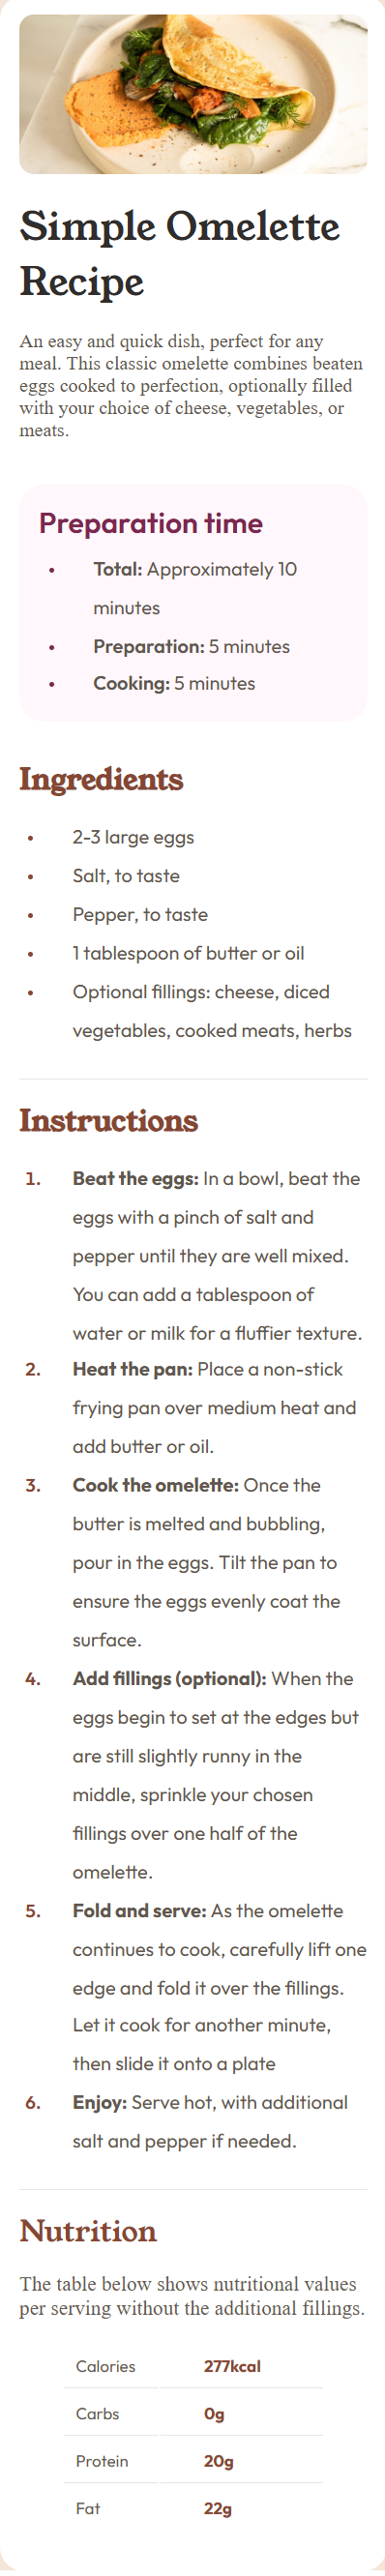 Simple Omelette
Recipe
An easy and quick dish, perfect for any
meal. This classic omelette combines beaten
eggs cooked to perfection, optionally filled
with your choice of cheese, vegetables, or
meats.
Preparation time
• Total: Approximately 10
minutes
• Preparation: 5 minutes
• Cooking: 5 minutes
Ingredients
• 2-3 large eggs
• Salt, to taste
• Pepper, to taste
• 1 tablespoon of butter or oil
• Optional fillings: cheese, diced
vegetables, cooked meats, herbs
Instructions
1. Beat the eggs: In a bowl, beat the
eggs with a pinch of salt and
pepper until they are well mixed.
You can add a tablespoon of
water or milk for a fluffier texture.
2. Heat the pan: Place a non-stick
frying pan over medium heat and
add butter or oil.
3. Cook the omelette: Once the
butter is melted and bubbling,
pour in the eggs. Tilt the pan to
ensure the eggs evenly coat the
surface.
4. Add fillings (optional): When the
eggs begin to set at the edges but
are still slightly runny in the
middle, sprinkle your chosen
fillings over one half of the
omelette.
5. Fold and serve: As the omelette
continues to cook, carefully lift one
edge and fold it over the fillings.
Let it cook for another minute,
then slide it onto a plate
6. Enjoy: Serve hot, with additional
salt and pepper if needed.
Nutrition
The table below shows nutritional values
per serving without the additional fillings.
Calories 277kcal
Carbs 0g
Protein 20g
Fat 22g